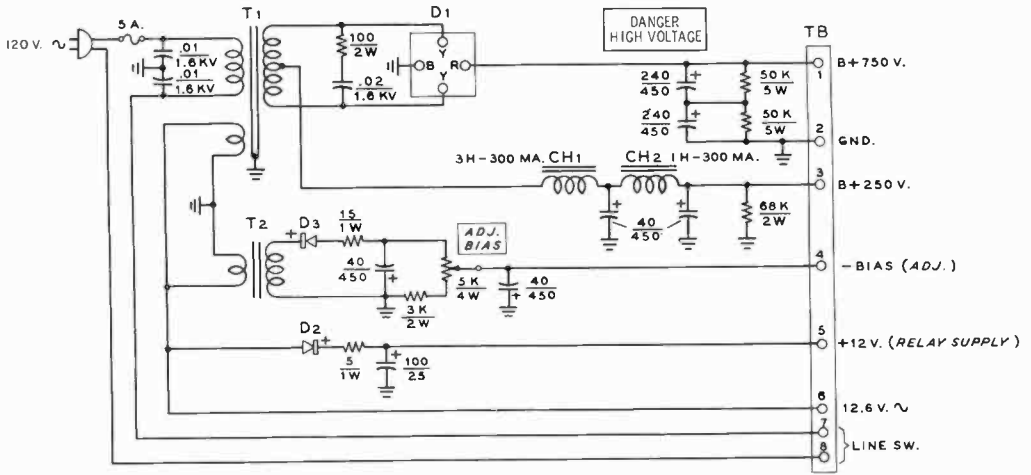 T1
D1
DANGER
HIGH VOLTAGE
TB
5 A.
120 V. ~
.01
1.6 KV
.01
1.6 KV
100
2W
.02
1.6 KV
Y
B
R
Y
240
450
240
450
50 K
5 W
50 K
5 W
1
B+ 750 V.
2
GND.
3H-300 MA.
CH1
CH2
1H-300 MA.
3
B+ 250 V.
40
450
68 K
2 W
T2
D3
15
1 W
40
450
ADJ.
BIAS
5 K
4 W
3 K
2 W
40
450
4
-BIAS (ADJ.)
D2
5
1 W
100
25
5
+12 V. (RELAY SUPPLY)
6
12.6 V. ~
7
8
LINE SW.